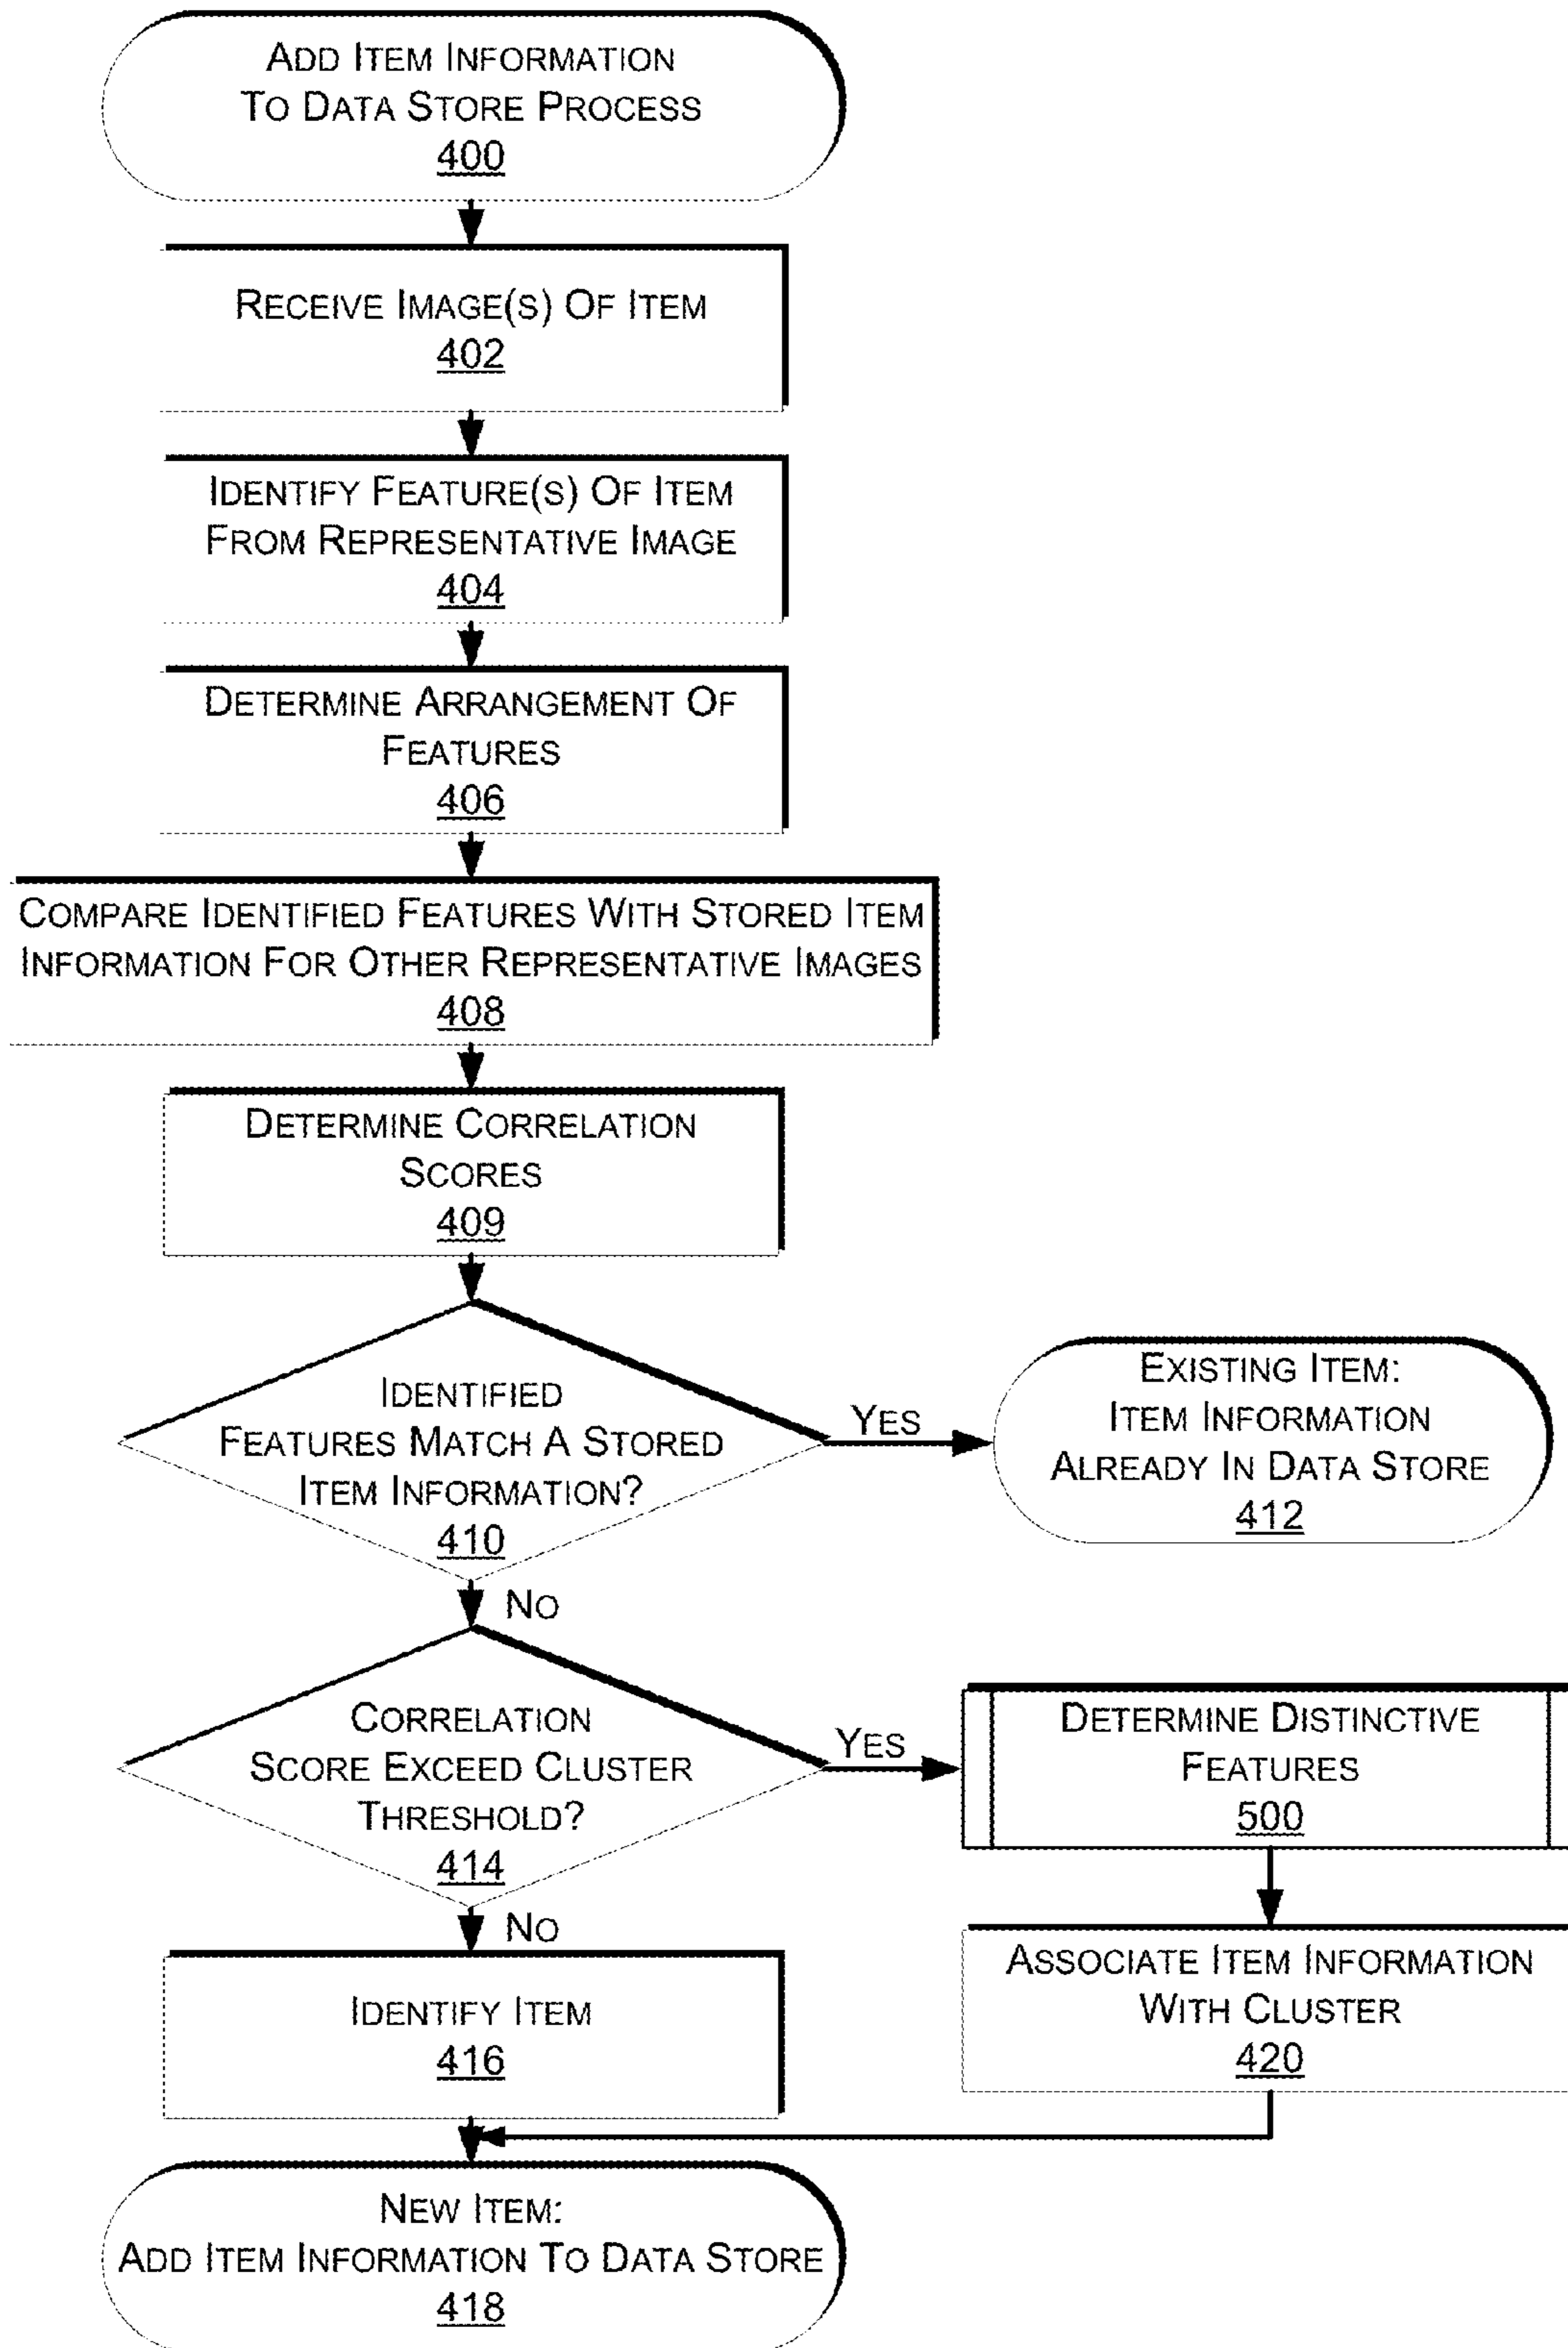 ADD ITEM INFORMATION
TO DATA STORE PROCESS
400
RECEIVE IMAGE(S) OF ITEM
402
IDENTIFY FEATURE(S) OF ITEM
FROM REPRESENTATIVE IMAGE
404
DETERMINE ARRANGEMENT OF
FEATURES
406
COMPARE IDENTIFIED FEATURES WITH STORED ITEM
INFORMATION FOR OTHER REPRESENTATIVE IMAGES
408
DETERMINE CORRELATION
SCORES
409
IDENTIFIED
FEATURES MATCH A STORED
ITEM INFORMATION?
410
YES
EXISTING ITEM:
ITEM INFORMATION
ALREADY IN DATA STORE
412
NO
CORRELATION
SCORE EXCEED CLUSTER
THRESHOLD?
414
YES
DETERMINE DISTINCTIVE
FEATURES
500
NO
IDENTIFY ITEM
416
ASSOCIATE ITEM INFORMATION
WITH CLUSTER
420
NEW ITEM:
ADD ITEM INFORMATION TO DATA STORE
418